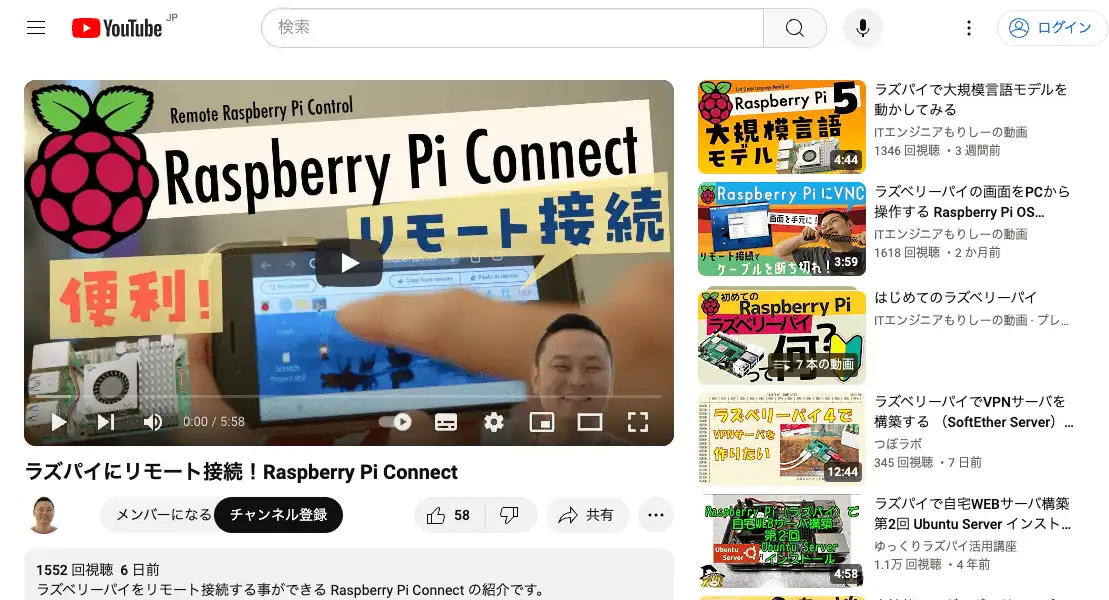 YouTube JP
検索
ログイン
Remote Raspberry Pi Control
Raspberry Pi Connect
リモート接続
便利!
0:00 / 5:58
ラズパイにリモート接続！Raspberry Pi Connect
メンバーになる
チャンネル登録
58
共有
1552 回視聴 6 日前
ラズベリーパイをリモート接続する事ができる Raspberry Pi Connect の紹介です。
Raspberry Pi 5
大規模言語
モデル
4:44
ラズパイで大規模言語モデルを
動かしてみる
ITエンジニアもりしーの動画
1346 回視聴 ・3 週間前
Raspberry Pi にVNC
画面を手元に!
リモート接続で
ケーブルを断ち切れ!
3:59
ラズベリーパイの画面をPCから
操作する Raspberry Pi OS…
ITエンジニアもりしーの動画
1618 回視聴 ・2 か月前
初めての
Raspberry Pi
ラズベリーパイ
って何?
7 本の動画
はじめてのラズベリーパイ
ITエンジニアもりしーの動画 · プレ…
ラズベリーパイ4で
VPNサーバを
作りたい
12:44
ラズベリーパイでVPNサーバを
構築する （SoftEther Server）…
つぼラボ
345 回視聴 ・7 日前
Raspberry Pi（ラズパイ）で
自宅WEBサーバ構築
第2回
Ubuntu Server
インストール
Ubuntu
Server
4:58
ラズパイで自宅WEBサーバ構築
第2回 Ubuntu Server インスト…
ゆっくりラズパイ活用講座
1.1万 回視聴 ・4 年前